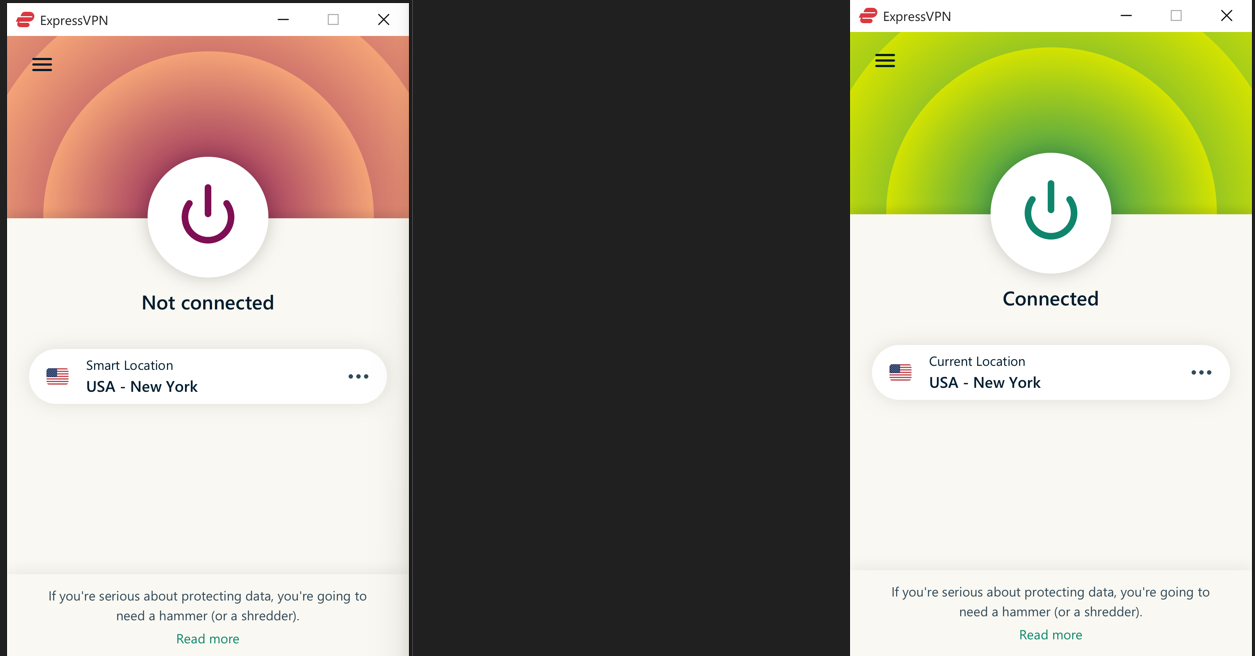 ExpressVPN
Not connected
Smart Location
USA - New York
If you're serious about protecting data, you're going to
need a hammer (or a shredder).
Read more
ExpressVPN
Connected
Current Location
USA - New York
If you're serious about protecting data, you're going to
need a hammer (or a shredder).
Read more